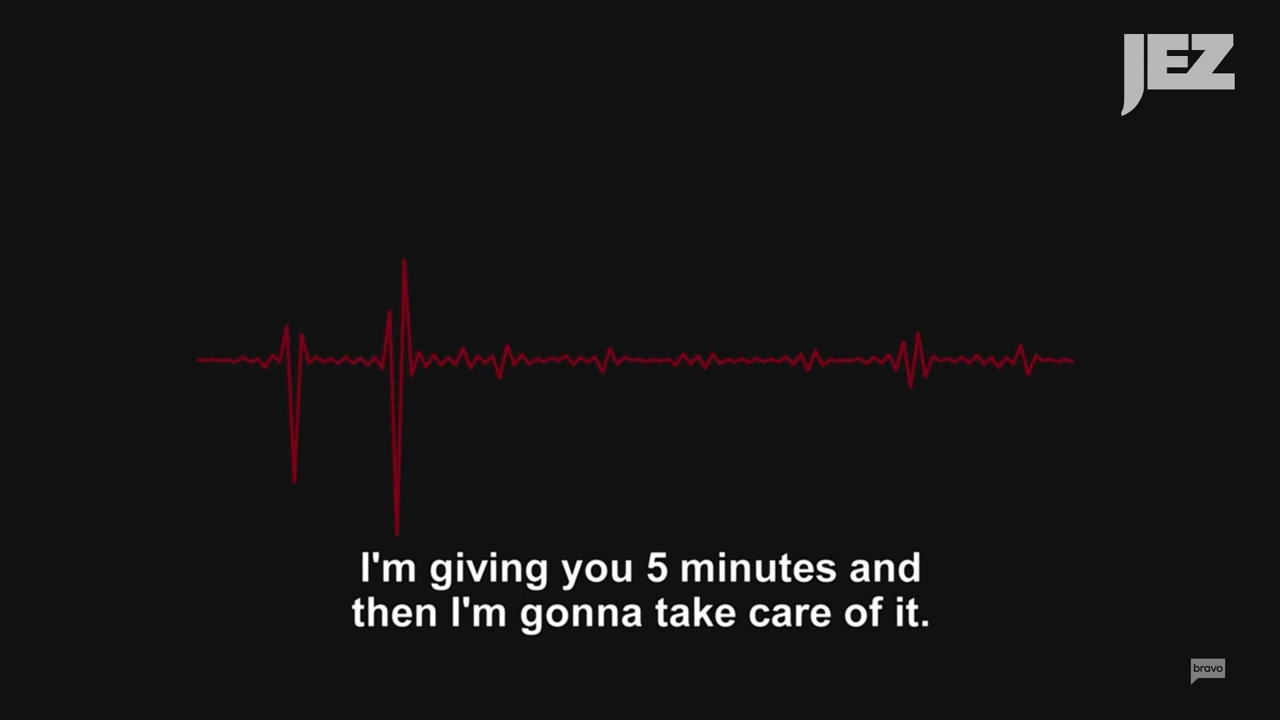 JEZ
I'm giving you 5 minutes and
then I'm gonna take care of it.
bravo